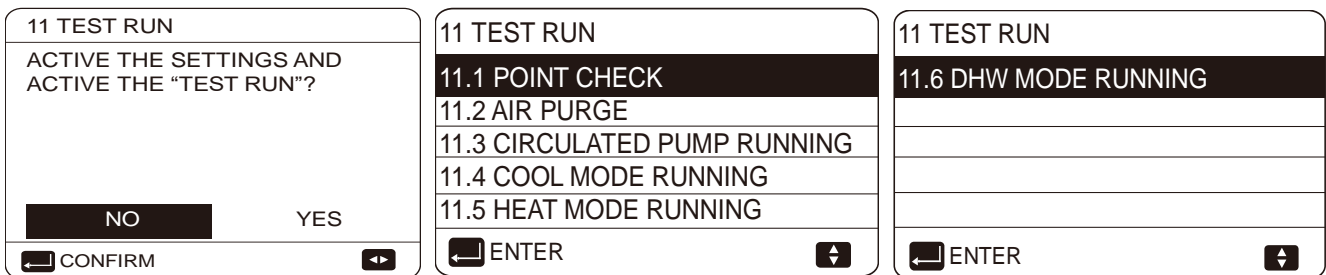 11 TEST RUN
ACTIVE THE SETTINGS AND
ACTIVE THE “TEST RUN”?
NO YES
CONFIRM
11 TEST RUN
11.1 POINT CHECK
11.2 AIR PURGE
11.3 CIRCULATED PUMP RUNNING
11.4 COOL MODE RUNNING
11.5 HEAT MODE RUNNING
ENTER
11 TEST RUN
11.6 DHW MODE RUNNING
ENTER